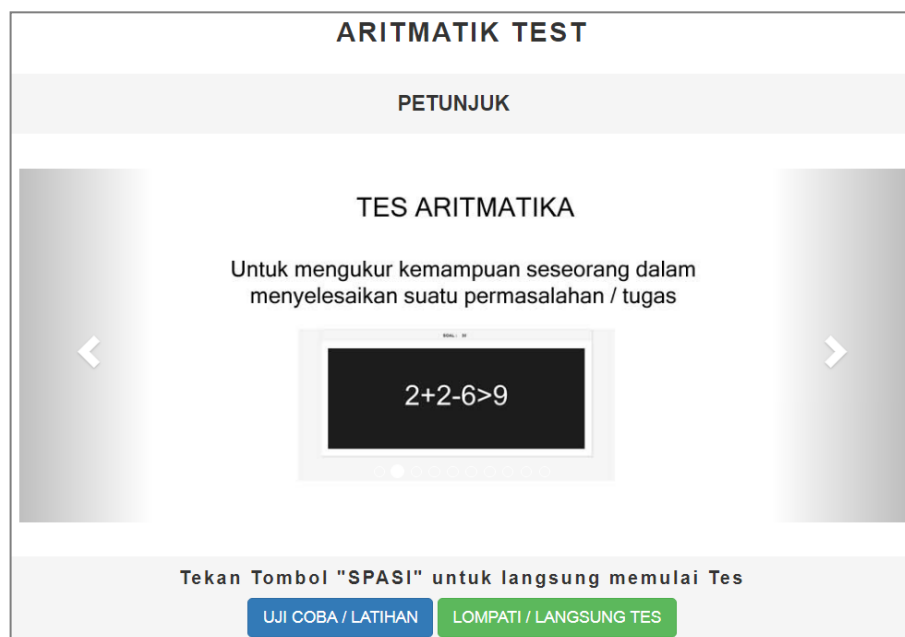 ARITMATIK TEST
PETUNJUK
TES ARITMATIKA
Untuk mengukur kemampuan seseorang dalam
menyelesaikan suatu permasalahan / tugas
2+2-6>9
Tekan Tombol "SPASI" untuk langsung memulai Tes
UJI COBA / LATIHAN
LOMPATI / LANGSUNG TES